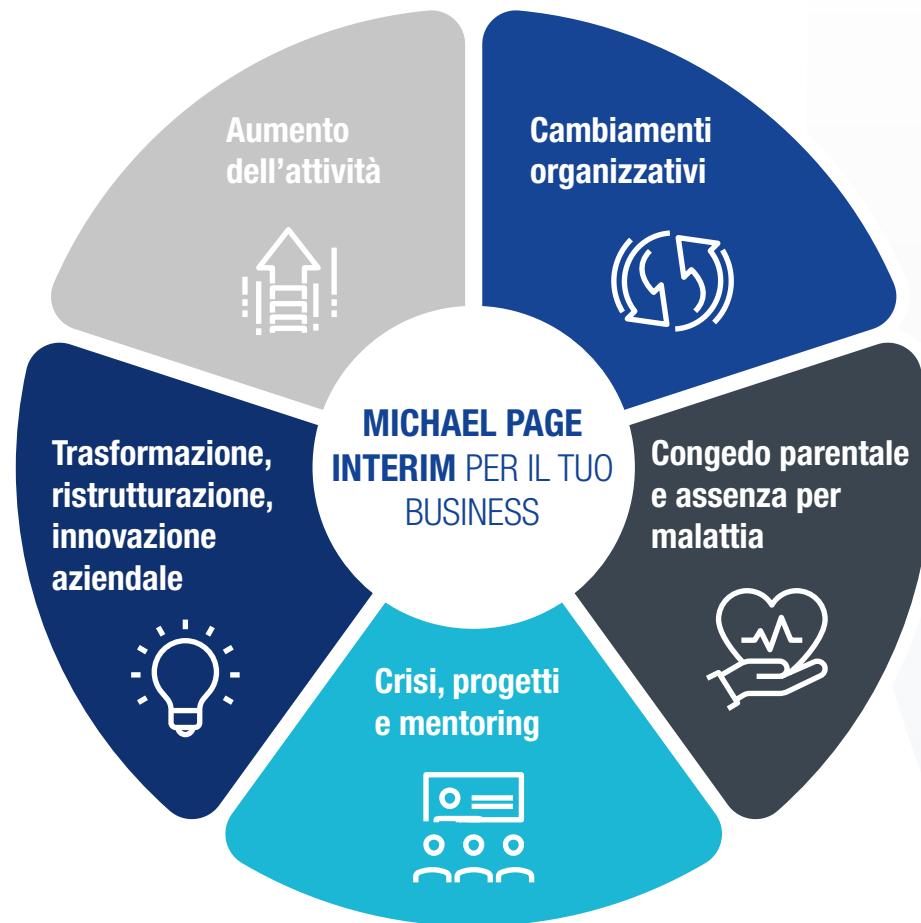 Aumento
dell’attività
Cambiamenti
organizzativi
MICHAEL PAGE
INTERIM PER IL TUO
BUSINESS
Trasformazione,
ristrutturazione,
innovazione
aziendale
Congedo parentale
e assenza per
malattia
Crisi, progetti
e mentoring